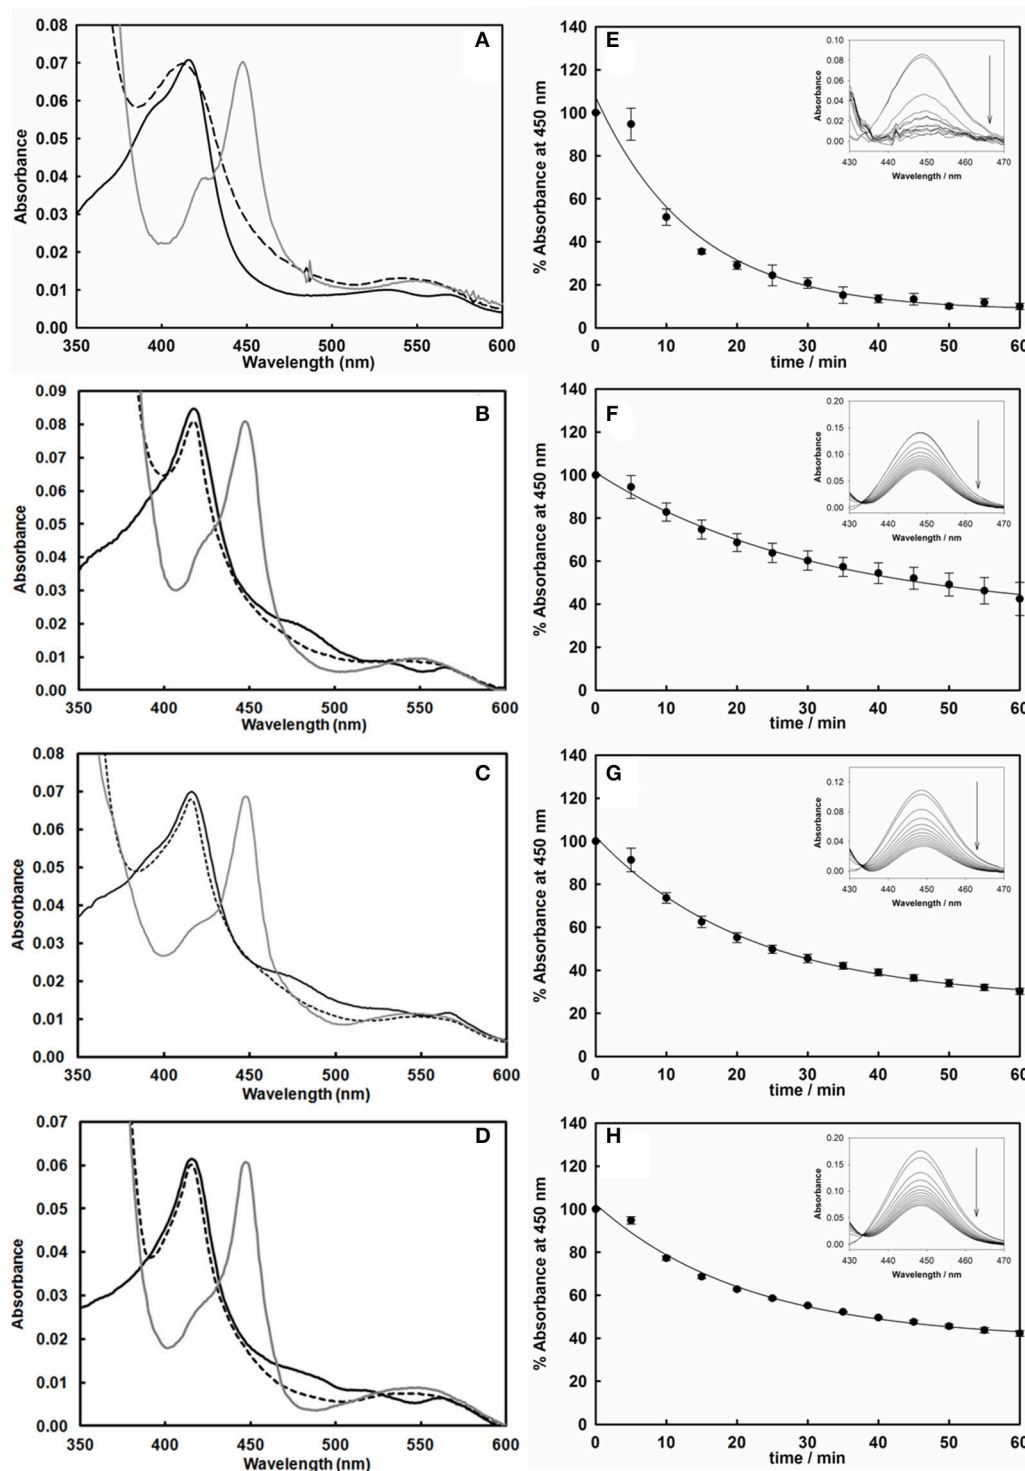 A
Absorbance
0.08
0.07
0.06
0.05
0.04
0.03
0.02
0.01
0.00
350 400 450 500 550 600
Wavelength (nm)
E
% Absorbance at 450 nm
140
120
100
80
60
40
20
0
0 10 20 30 40 50 60
time / min
Absorbance
0.10
0.08
0.06
0.04
0.02
0.00
430 440 450 460 470
Wavelength / nm
B
Absorbance
0.09
0.08
0.07
0.06
0.05
0.04
0.03
0.02
0.01
0.00
350 400 450 500 550 600
Wavelength (nm)
F
% Absorbance at 450 nm
140
120
100
80
60
40
20
0
0 10 20 30 40 50 60
time / min
Absorbance
0.20
0.15
0.10
0.05
0.00
430 440 450 460 470
Wavelength / nm
C
Absorbance
0.08
0.07
0.06
0.05
0.04
0.03
0.02
0.01
0.00
350 400 450 500 550 600
Wavelength (nm)
G
% Absorbance at 450 nm
140
120
100
80
60
40
20
0
0 10 20 30 40 50 60
time / min
Absorbance
0.12
0.08
0.04
0.00
430 440 450 460 470
Wavelength / nm
D
Absorbance
0.07
0.06
0.05
0.04
0.03
0.02
0.01
0.00
350 400 450 500 550 600
Wavelength (nm)
H
% Absorbance at 450 nm
140
120
100
80
60
40
20
0
0 10 20 30 40 50 60
time / min
Absorbance
0.20
0.15
0.10
0.05
0.00
430 440 450 460 470
Wavelength / nm